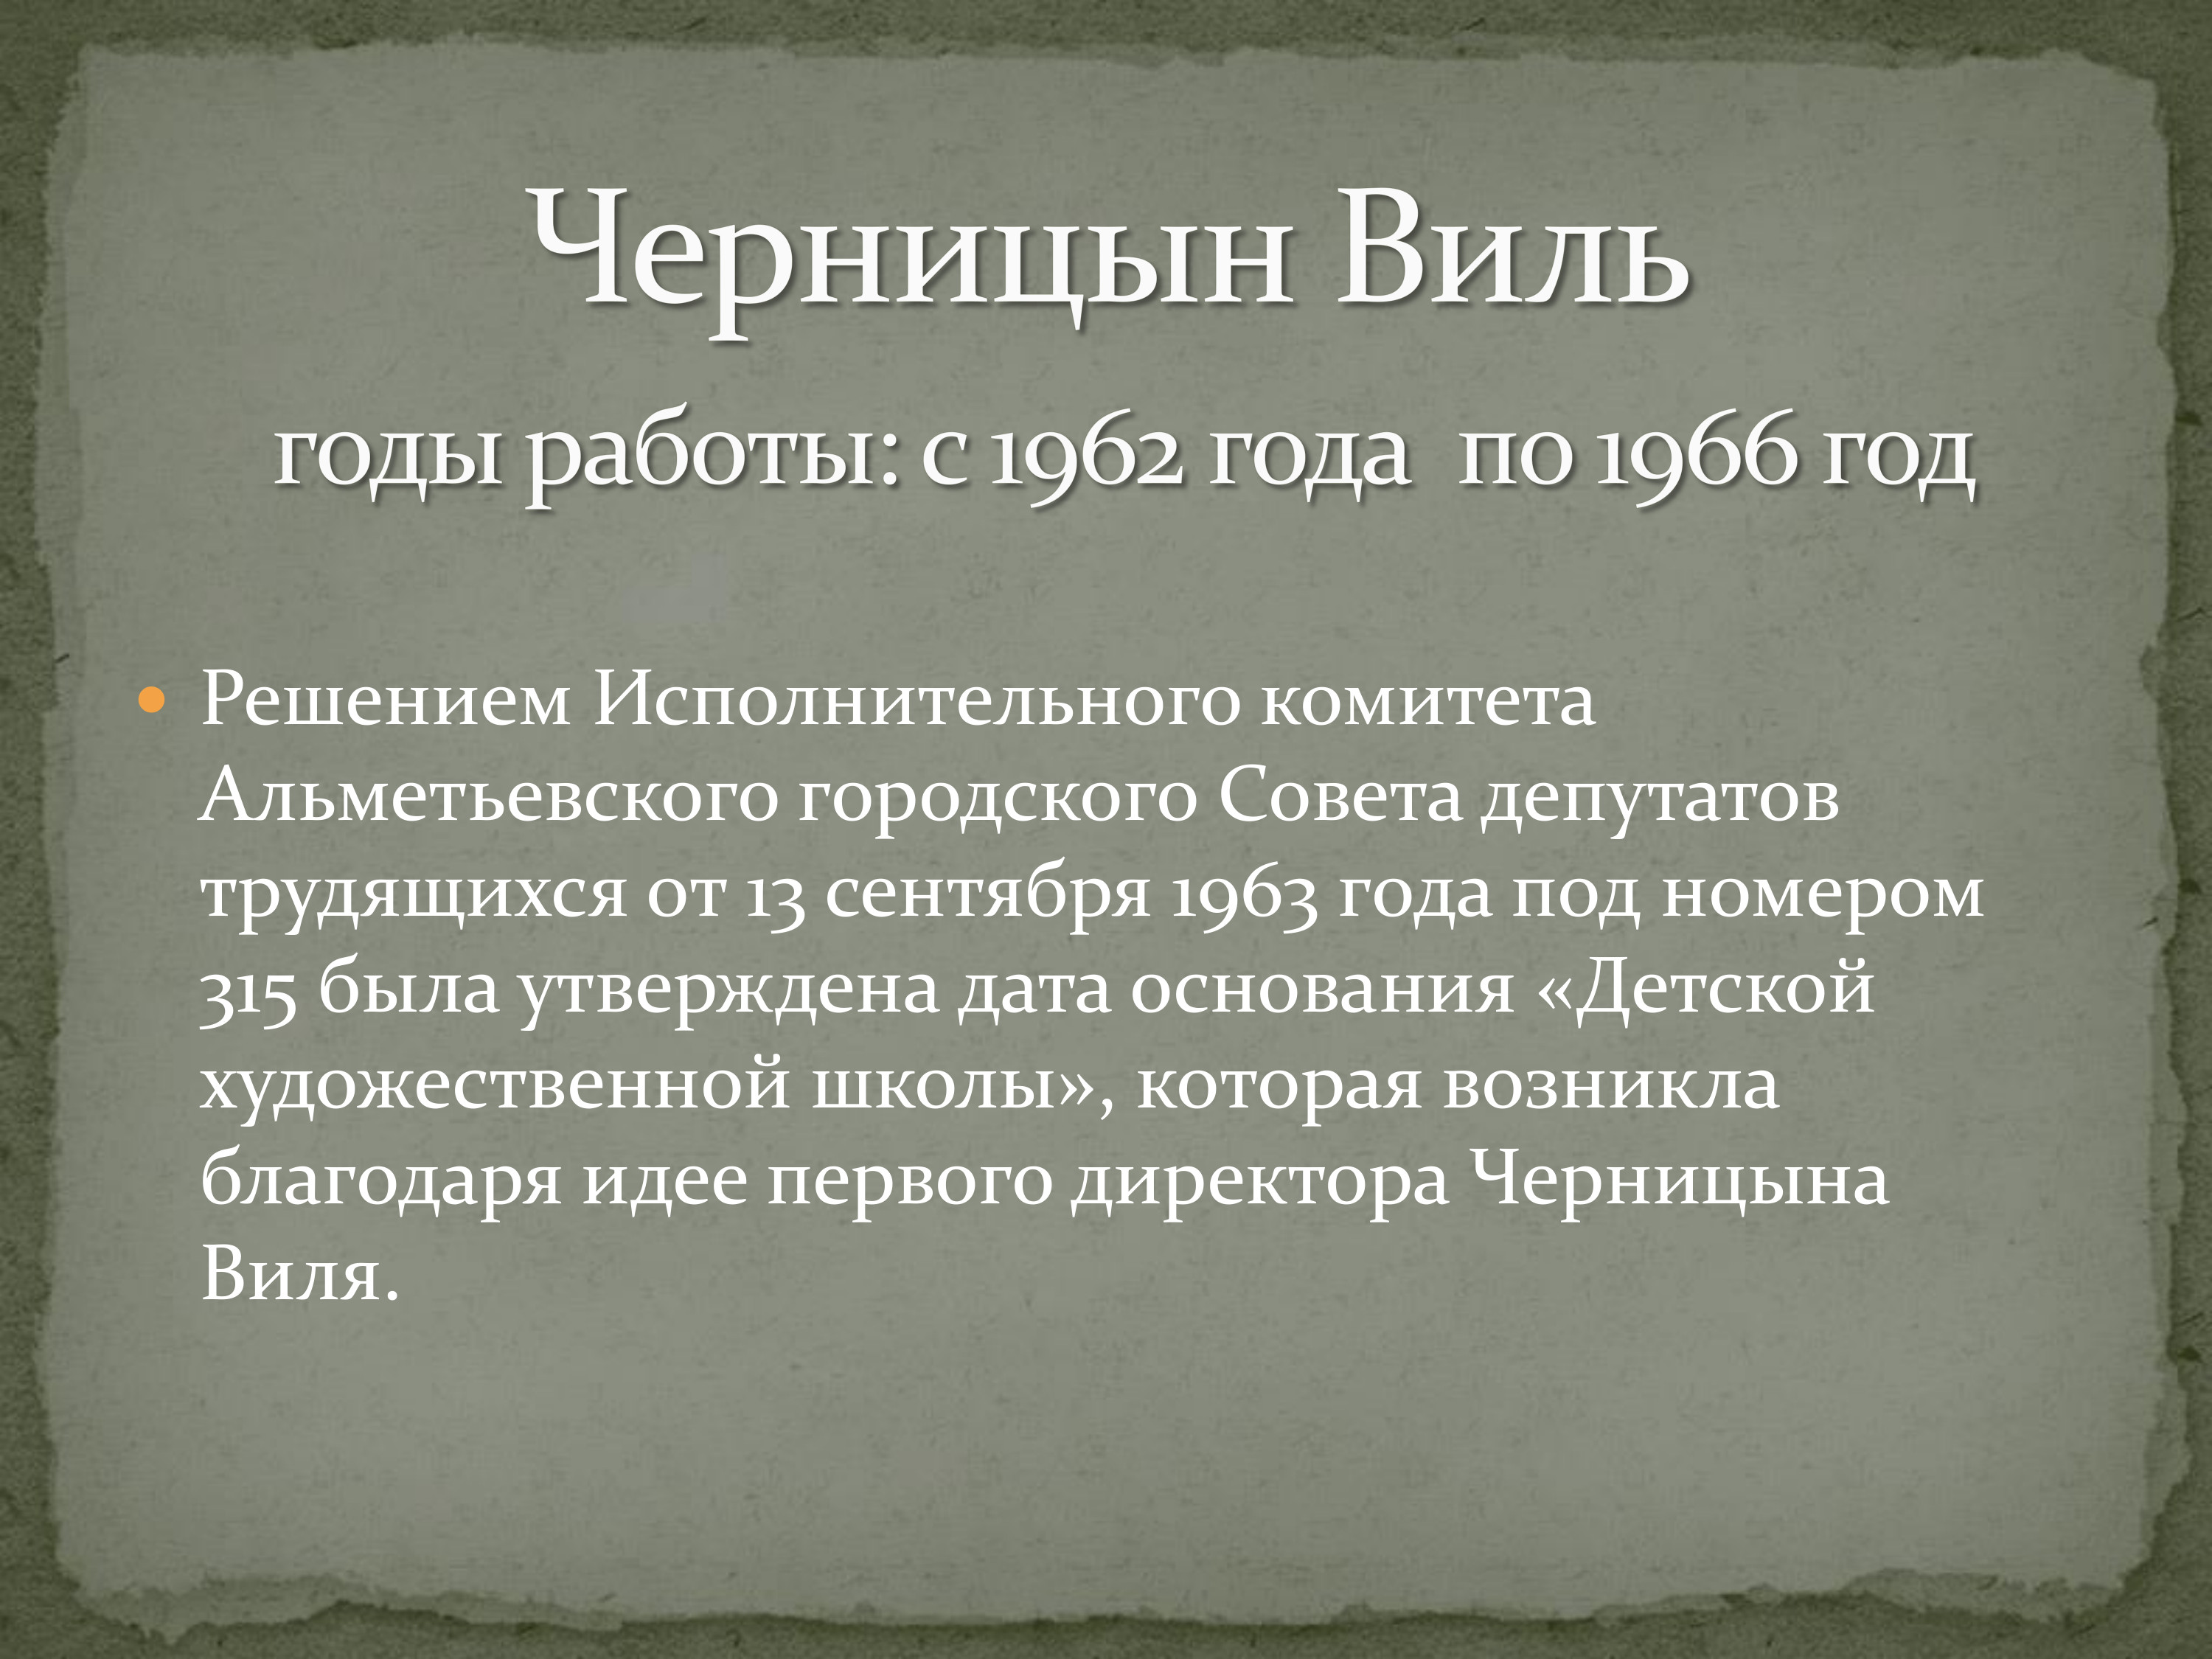 Черницын Виль
годы работы: с 1962 года по 1966 год
Решением Исполнительного комитета
Альметьевского городского Совета депутатов
трудящихся от 13 сентября 1963 года под номером
315 была утверждена дата основания «Детской
художественной школы», которая возникла
благодаря идее первого директора Черницына
Виля.